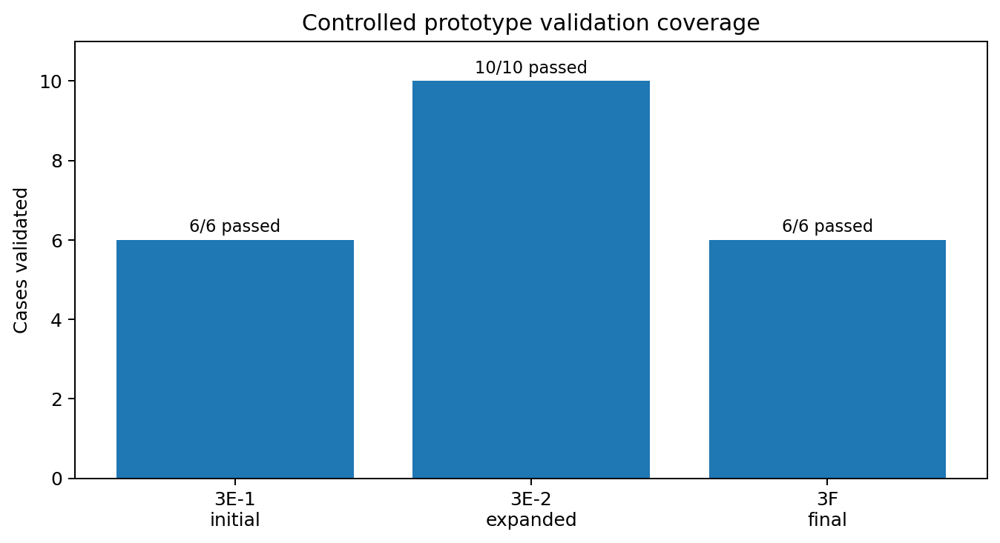 Controlled prototype validation coverage
10/10 passed
6/6 passed
6/6 passed
Cases validated
10
8
6
4
2
0
3E-1
initial
3E-2
expanded
3F
final